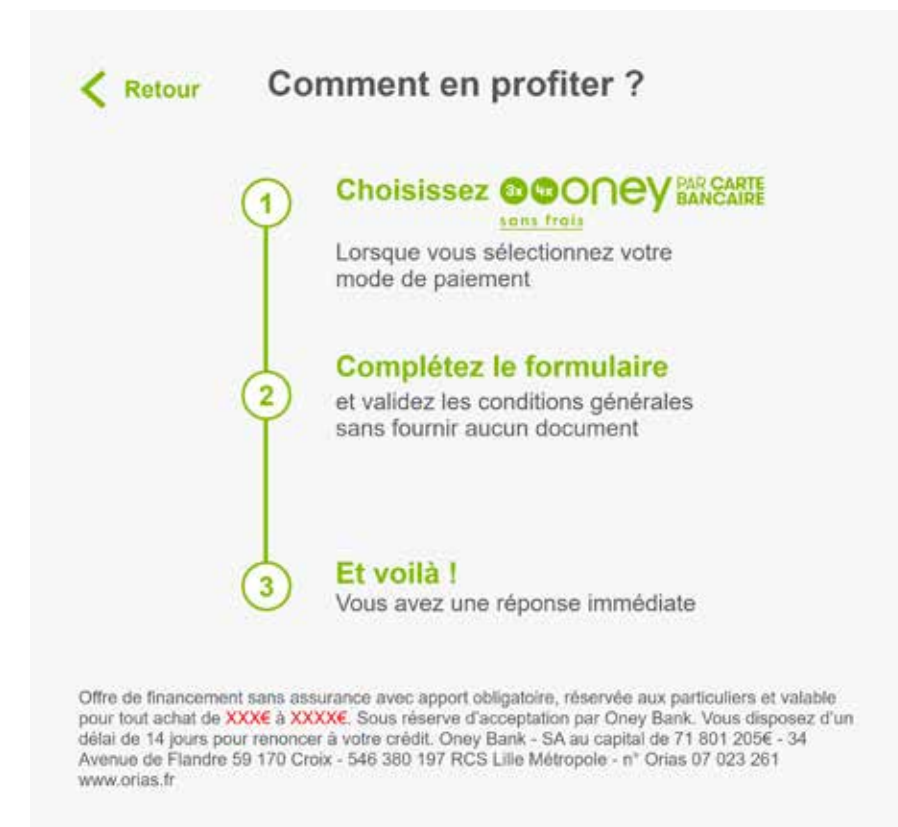 Retour Comment en profiter ?
1 Choisissez 3x 4x oney PAR CARTE BANCAIRE
sans frais
Lorsque vous sélectionnez votre
mode de paiement
Complétez le formulaire
2 et validez les conditions générales
sans fournir aucun document
3 Et voilà !
Vous avez une réponse immédiate
Offre de financement sans assurance avec apport obligatoire, réservée aux particuliers et valable
pour tout achat de XXX€ à XXXX€. Sous réserve d'acceptation par Oney Bank. Vous disposez d'un
délai de 14 jours pour renoncer à votre crédit. Oney Bank - SA au capital de 71 801 205€ - 34
Avenue de Flandre 59 170 Croix - 546 380 197 RCS Lille Métropole - n° Orias 07 023 261
www.orias.fr